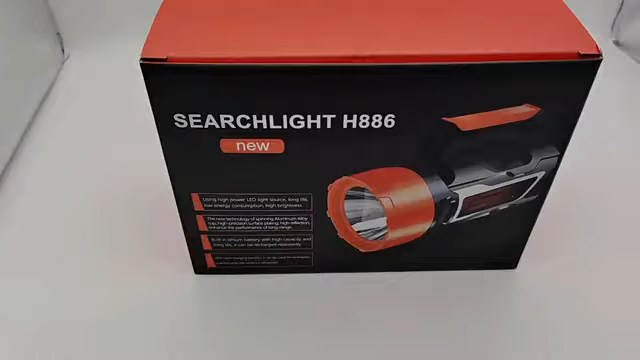 SEARCHLIGHT H886
new
Using high power LED light source, long life,
low energy consumption, high brightness
The new technology of spinning Aluminum Alloy
cup, high-precision surface plating, high-reflection,
Enhance the performance of long range.
Built in lithium battery with high capacity and
long life, it can be recharged repeatedly